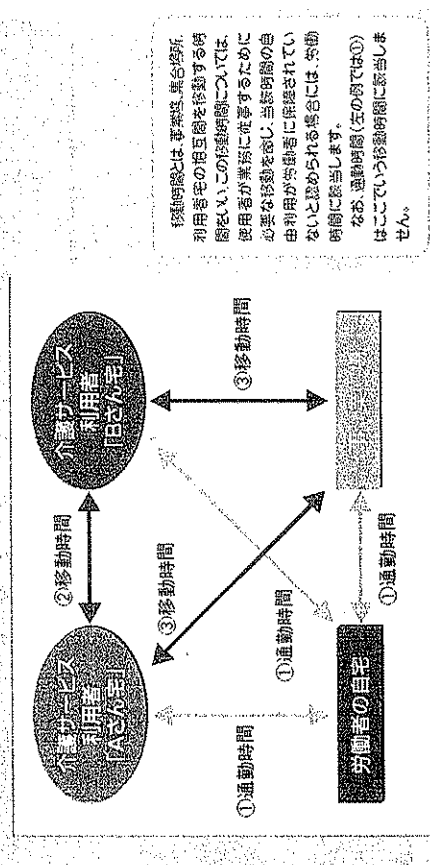 介護サービス
利用者
「Aさん宅」
②移動時間
介護サービス
利用者
「Bさん宅」
①通勤時間
③移動時間
①通勤時間
③移動時間
労働者の自宅
①通勤時間
移動時間とは、事業場、集合場所、
利用者宅の相互間を移動する時
間をいい、この移動時間については、
使用者が業務に従事するために
必要な移動を命じ、当該時間の自
由利用が労働者に保障されてい
ないと認められる場合には、労働
時間に該当します。
なお、通勤時間(左の図では①)
はここでいう移動時間に該当しま
せん。